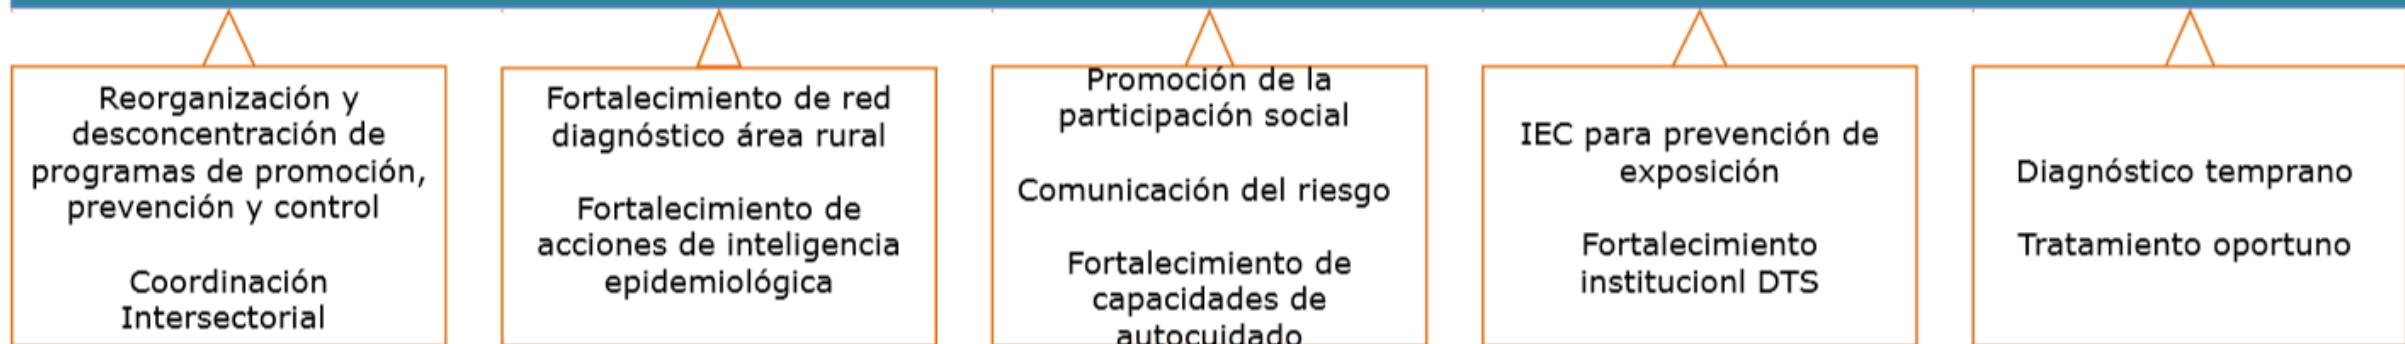 Reorganización y
desconcentración de
programas de promoción,
prevención y control
Coordinación
Intersectorial
Fortalecimiento de red
diagnóstico área rural
Fortalecimiento de
acciones de inteligencia
epidemiológica
Promoción de la
participación social
Comunicación del riesgo
Fortalecimiento de
capacidades de
autocuidado
IEC para prevención de
exposición
Fortalecimiento
institucionl DTS
Diagnóstico temprano
Tratamiento oportuno